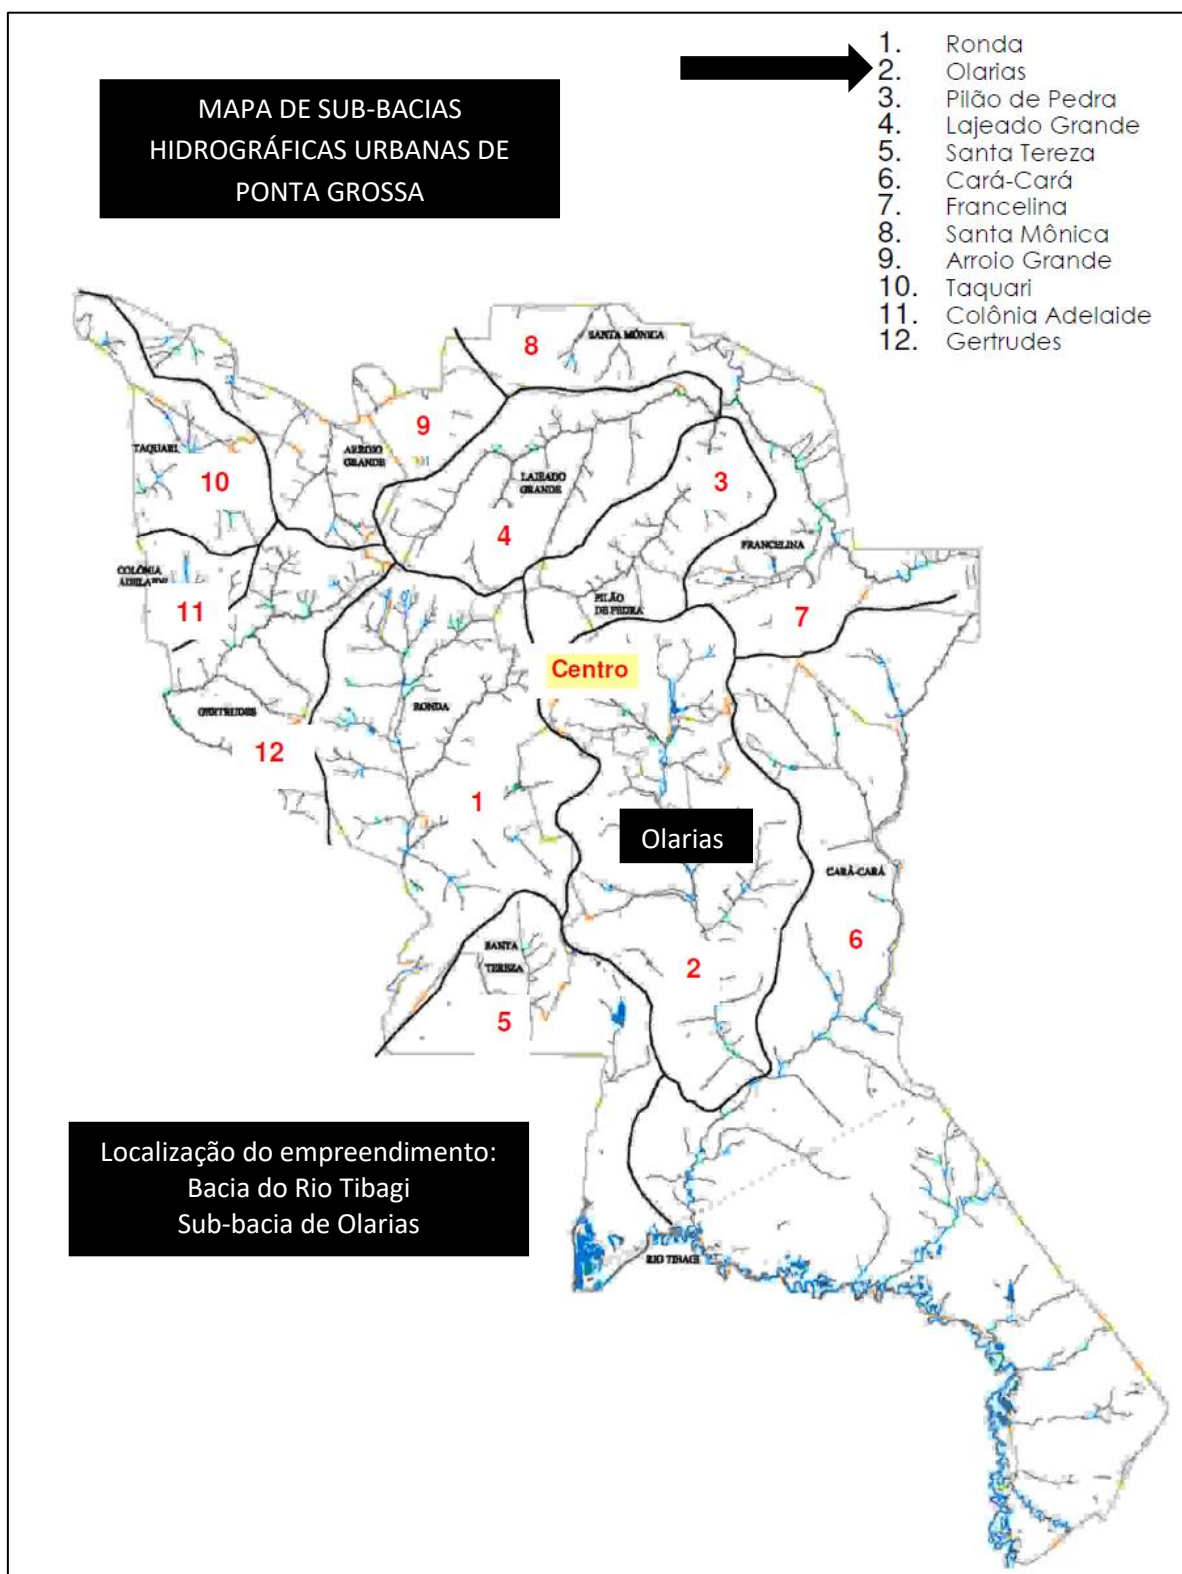 MAPA DE SUB-BACIAS
HIDROGRÁFICAS URBANAS DE
PONTA GROSSA
1. Ronda
2. Olarias
3. Pilão de Pedra
4. Lajeado Grande
5. Santa Tereza
6. Cará-Cará
7. Francelina
8. Santa Mônica
9. Arroio Grande
10. Taquari
11. Colônia Adelaide
12. Gertrudes
8
SANTA MÔNICA
9
TAQUARI
ARROIO
GRANDE
10
LAJEADO
GRANDE
3
4
FRANCELINA
COLÔNIA
ADELAIDE
11
PILÃO
DE PEDRA
7
Centro
GERTRUDES
RONDA
12
1
Olarias
CARÁ-CARÁ
6
SANTA
TEREZA
2
5
Localização do empreendimento:
Bacia do Rio Tibagi
Sub-bacia de Olarias
RIO TIBAGI